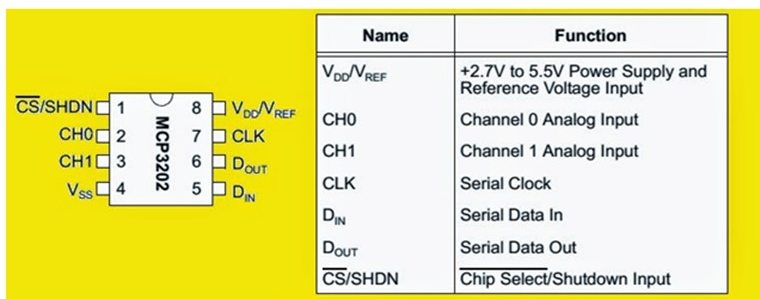 CS/SHDN 1 8 VDD/VREF
CH0 2 7 CLK
CH1 3 6 DOUT
VSS 4 5 DIN
MCP3202
Name Function
VDD/VREF +2.7V to 5.5V Power Supply and
Reference Voltage Input
CH0 Channel 0 Analog Input
CH1 Channel 1 Analog Input
CLK Serial Clock
DIN Serial Data In
DOUT Serial Data Out
CS/SHDN Chip Select/Shutdown Input